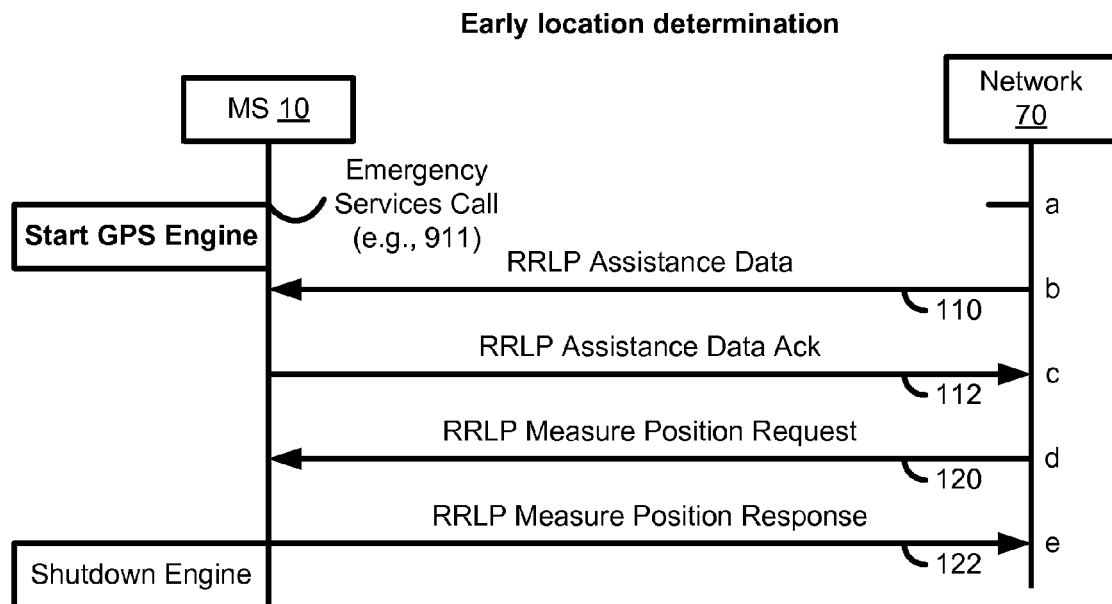 Early location determination
MS 10
Network
70
Emergency
Services Call
(e.g., 911)
a
Start GPS Engine
RRLP Assistance Data
b
110
RRLP Assistance Data Ack
c
112
RRLP Measure Position Request
d
120
RRLP Measure Position Response
e
122
Shutdown Engine